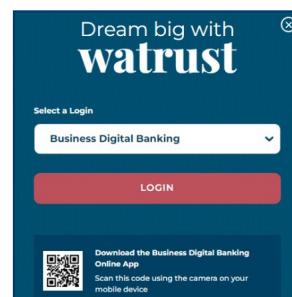 Dream big with
watrust
Select a Login
Business Digital Banking
LOGIN
Download the Business Digital Banking
Online App
Scan this code using the camera on your
mobile device